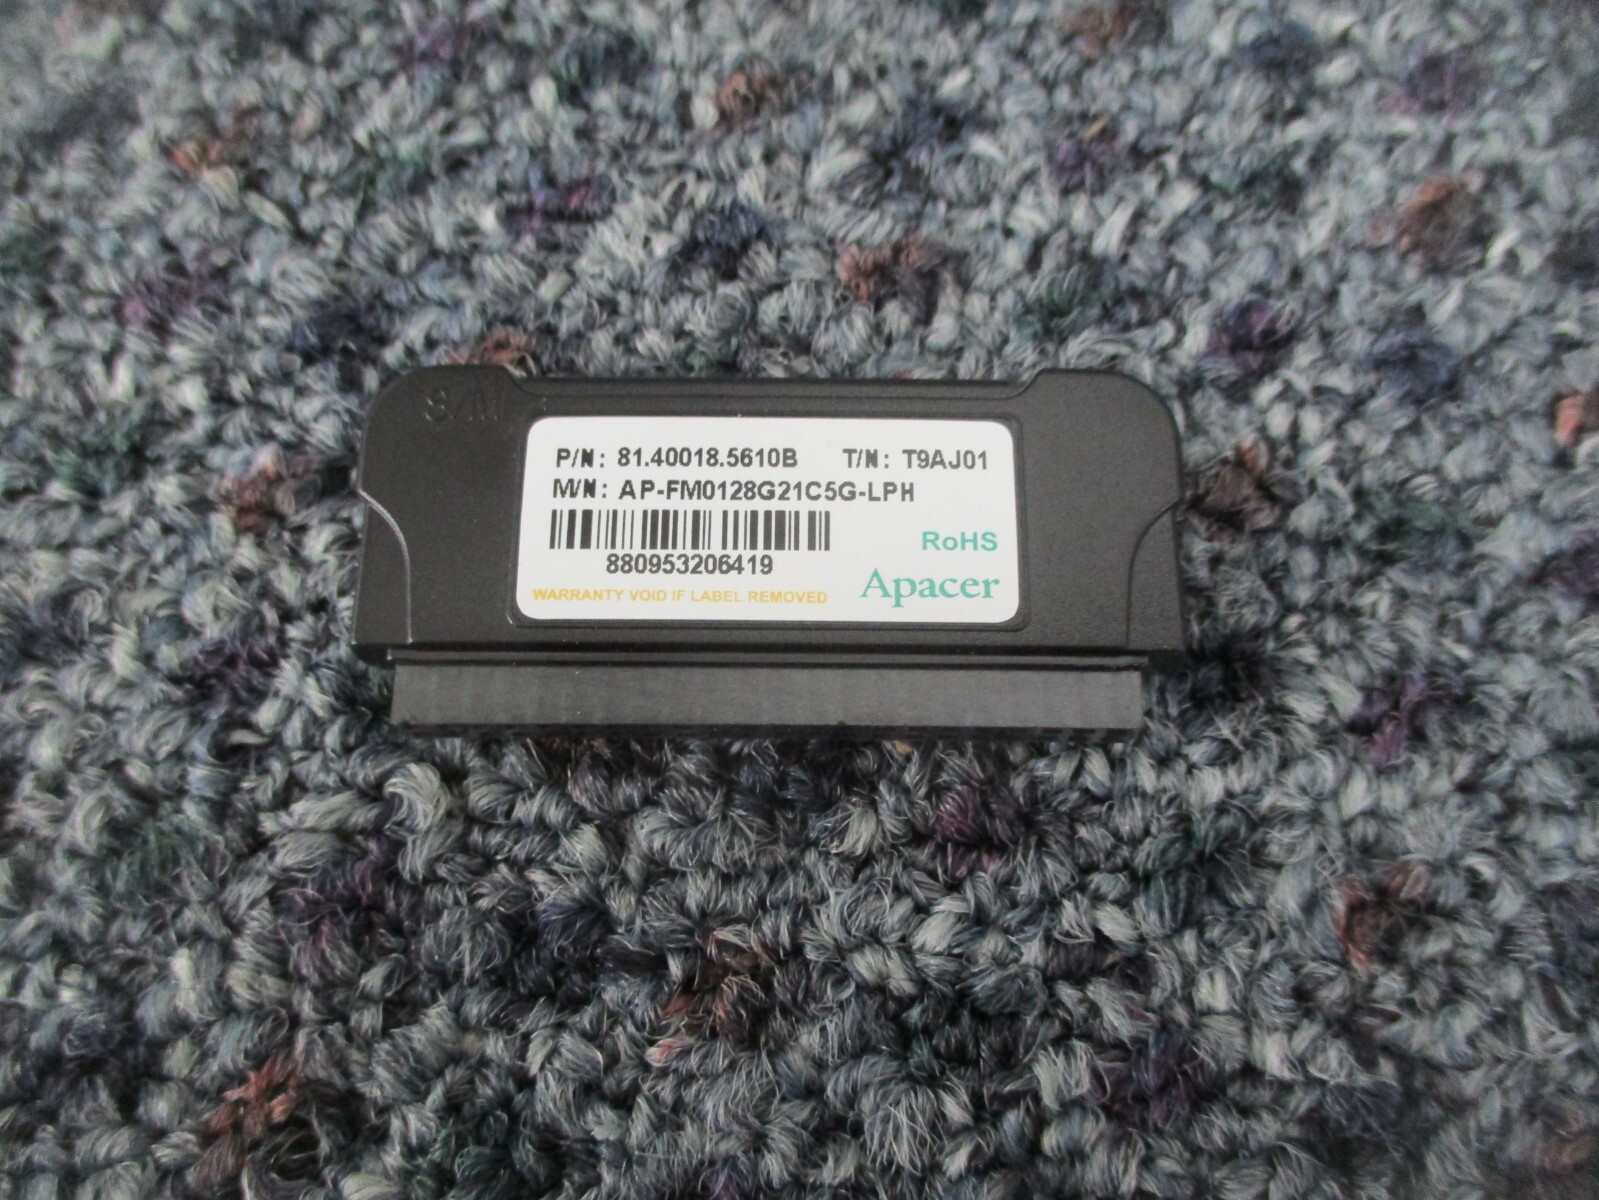 S/M
P/N: 81.40018.5610B T/N: T9AJ01
M/N: AP-FM0128G21C5G-LPH
880953206419
RoHS
WARRANTY VOID IF LABEL REMOVED
Apacer